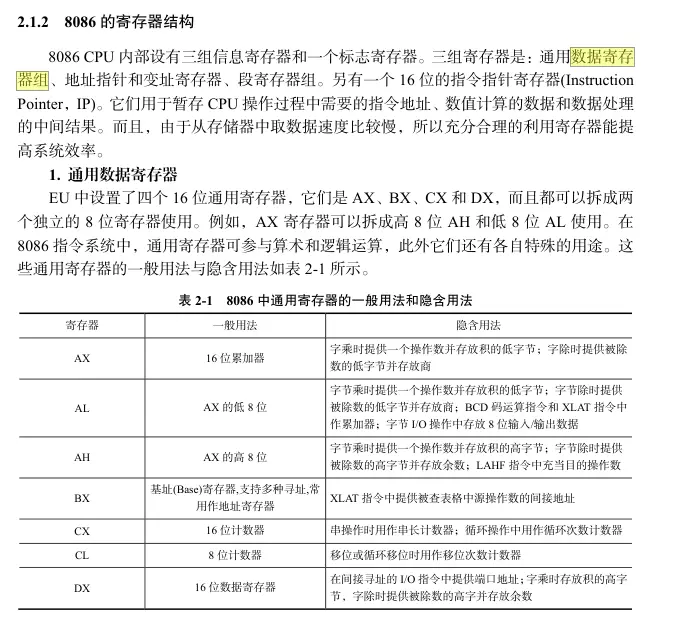 2.1.2 8086 的寄存器结构
8086 CPU 内部设有三组信息寄存器和一个标志寄存器。三组寄存器是：通用数据寄存
器组、地址指针和变址寄存器、段寄存器组。另有一个 16 位的指令指针寄存器(Instruction
Pointer，IP)。它们用于暂存 CPU 操作过程中需要的指令地址、数值计算的数据和数据处理
的中间结果。而且，由于从存储器中取数据速度比较慢，所以充分合理的利用寄存器能提
高系统效率。
1. 通用数据寄存器
EU 中设置了四个 16 位通用寄存器，它们是 AX、BX、CX 和 DX，而且都可以拆成两
个独立的 8 位寄存器使用。例如，AX 寄存器可以拆成高 8 位 AH 和低 8 位 AL 使用。在
8086 指令系统中，通用寄存器可参与算术和逻辑运算，此外它们还有各自特殊的用途。这
些通用寄存器的一般用法与隐含用法如表 2-1 所示。
表 2-1 8086 中通用寄存器的一般用法和隐含用法
寄存器 一般用法 隐含用法
AX 16 位累加器 字乘时提供一个操作数并存放积的低字节；字除时提供被除
数的低字节并存放商
AL AX 的低 8 位 字节乘时提供一个操作数并存放积的低字节；字节除时提供
被除数的低字节并存放商；BCD 码运算指令和 XLAT 指令中
作累加器；字节 I/O 操作中存放 8 位输入/输出数据
AH AX 的高 8 位 字节乘时提供一个操作数并存放积的高字节；字节除时提供
被除数的高字节并存放余数；LAHF 指令中充当目的操作数
BX 基址(Base)寄存器,支持多种寻址,常
用作地址寄存器 XLAT 指令中提供被查表格中源操作数的间接地址
CX 16 位计数器 串操作时用作串长计数器；循环操作中用作循环次数计数器
CL 8 位计数器 移位或循环移位时用作移位次数计数器
DX 16 位数据寄存器 在间接寻址的 I/O 指令中提供端口地址；字乘时存放积的高字
节，字除时提供被除数的高字并存放余数